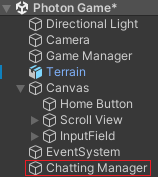 Photon Game*
Directional Light
Camera
Game Manager
Terrain
Canvas
Home Button
Scroll View
InputField
EventSystem
Chatting Manager